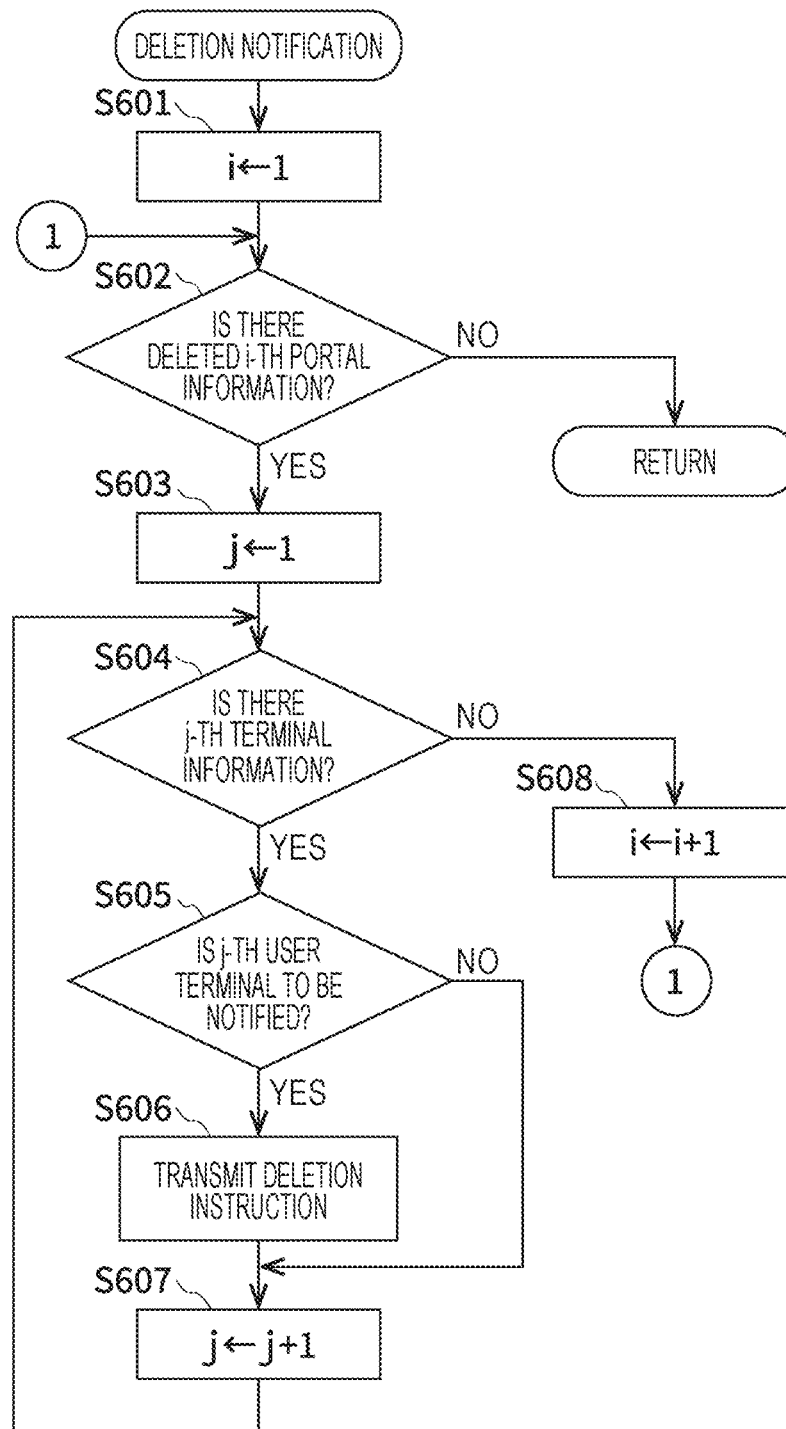 DELETION NOTIFICATION
S601
i←1
1
S602
IS THERE
DELETED i-TH PORTAL
INFORMATION?
NO
RETURN
YES
S603
j←1
S604
IS THERE
j-TH TERMINAL
INFORMATION?
NO
S608
i←i+1
1
YES
S605
IS j-TH USER
TERMINAL TO BE
NOTIFIED?
NO
YES
S606
TRANSMIT DELETION
INSTRUCTION
S607
j←j+1